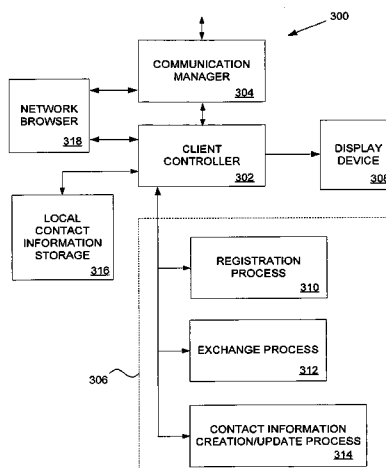 300
COMMUNICATION
MANAGER
304
NETWORK
BROWSER
318
CLIENT
CONTROLLER
302
DISPLAY
DEVICE
308
LOCAL
CONTACT
INFORMATION
STORAGE
316
REGISTRATION
PROCESS
310
306
EXCHANGE PROCESS
312
CONTACT INFORMATION
CREATION/UPDATE PROCESS
314